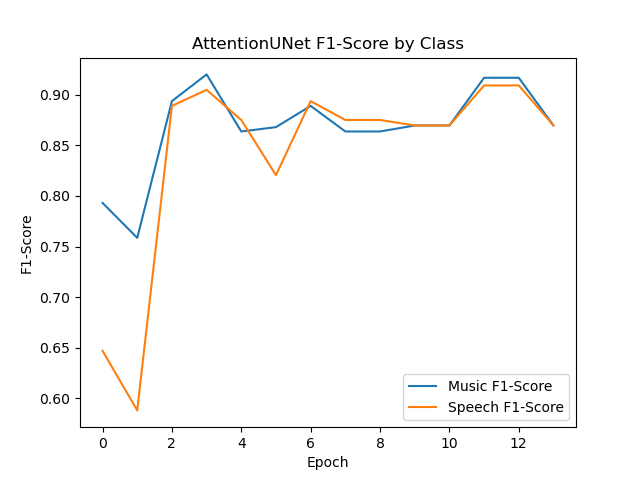 AttentionUNet F1-Score by Class
F1-Score
0.90
0.85
0.80
0.75
0.70
0.65
0.60
Music F1-Score
Speech F1-Score
0 2 4 6 8 10 12
Epoch